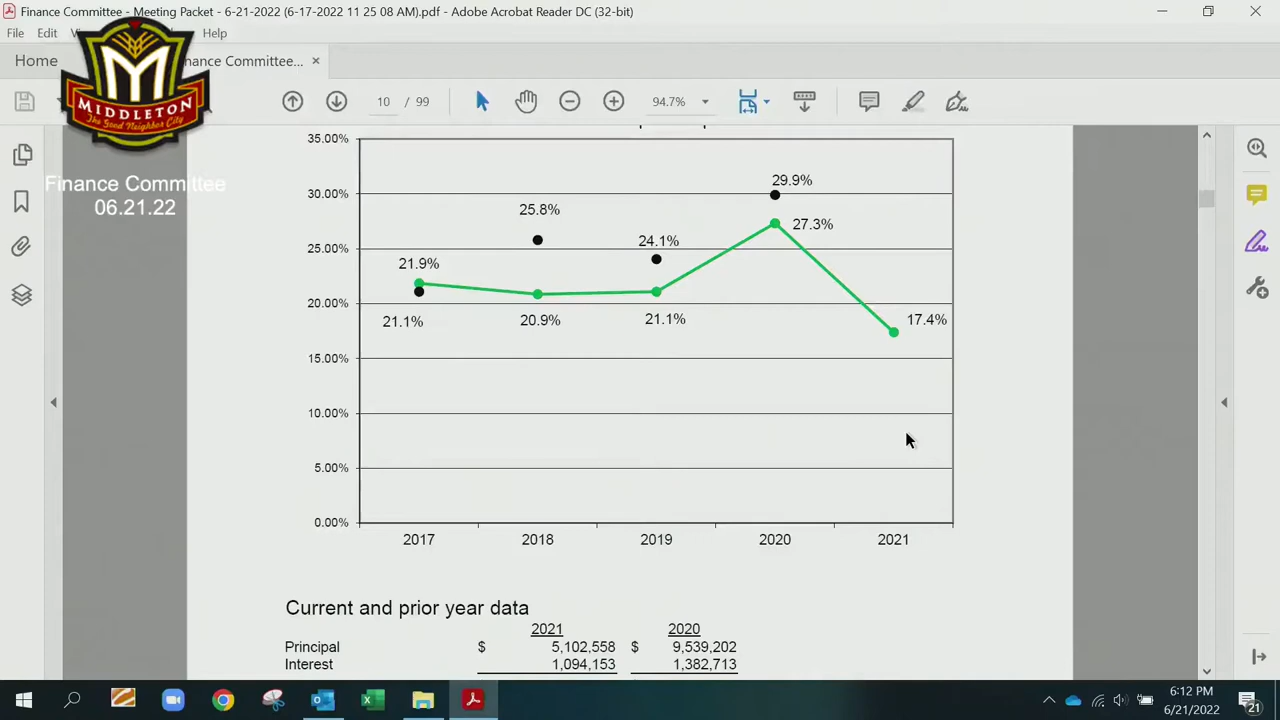 Finance Committee - Meeting Packet - 6-21-2022 (6-17-2022 11 25 08 AM).pdf - Adobe Acrobat Reader DC (32-bit)
File Edit Help
Home nance Committee... ×
10 / 99 94.7%
M
MIDDLETON
The Good Neighbor City
Finance Committee
06.21.22
35.00%
30.00%
25.00%
20.00%
15.00%
10.00%
5.00%
0.00%
29.9%
25.8%
27.3%
24.1%
21.9%
21.1%
20.9%
21.1%
17.4%
2017 2018 2019 2020 2021
Current and prior year data
2021 2020
Principal $ 5,102,558 $ 9,539,202
Interest 1,094,153 1,382,713
6:12 PM
6/21/2022
21